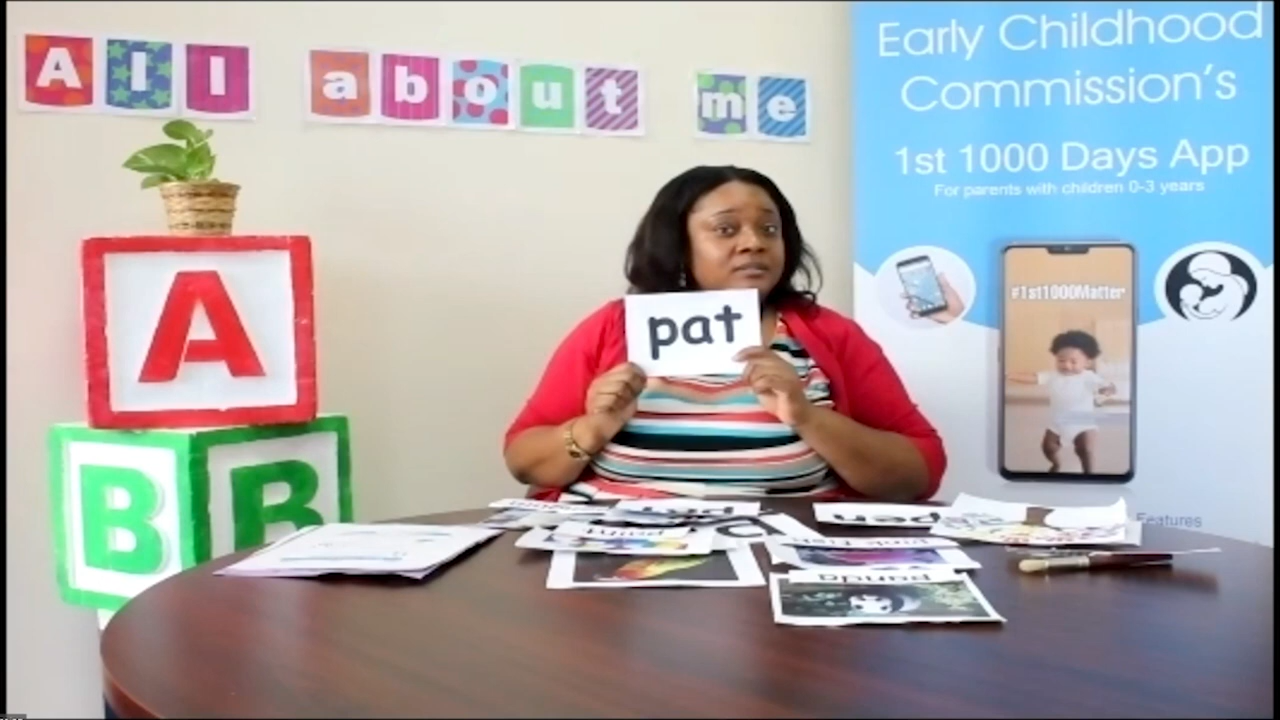 All about me
Early Childhood
Commission's
1st 1000 Days App
For parents with children 0-3 years
#1st1000Matter
A
B B
pat
panda
Features